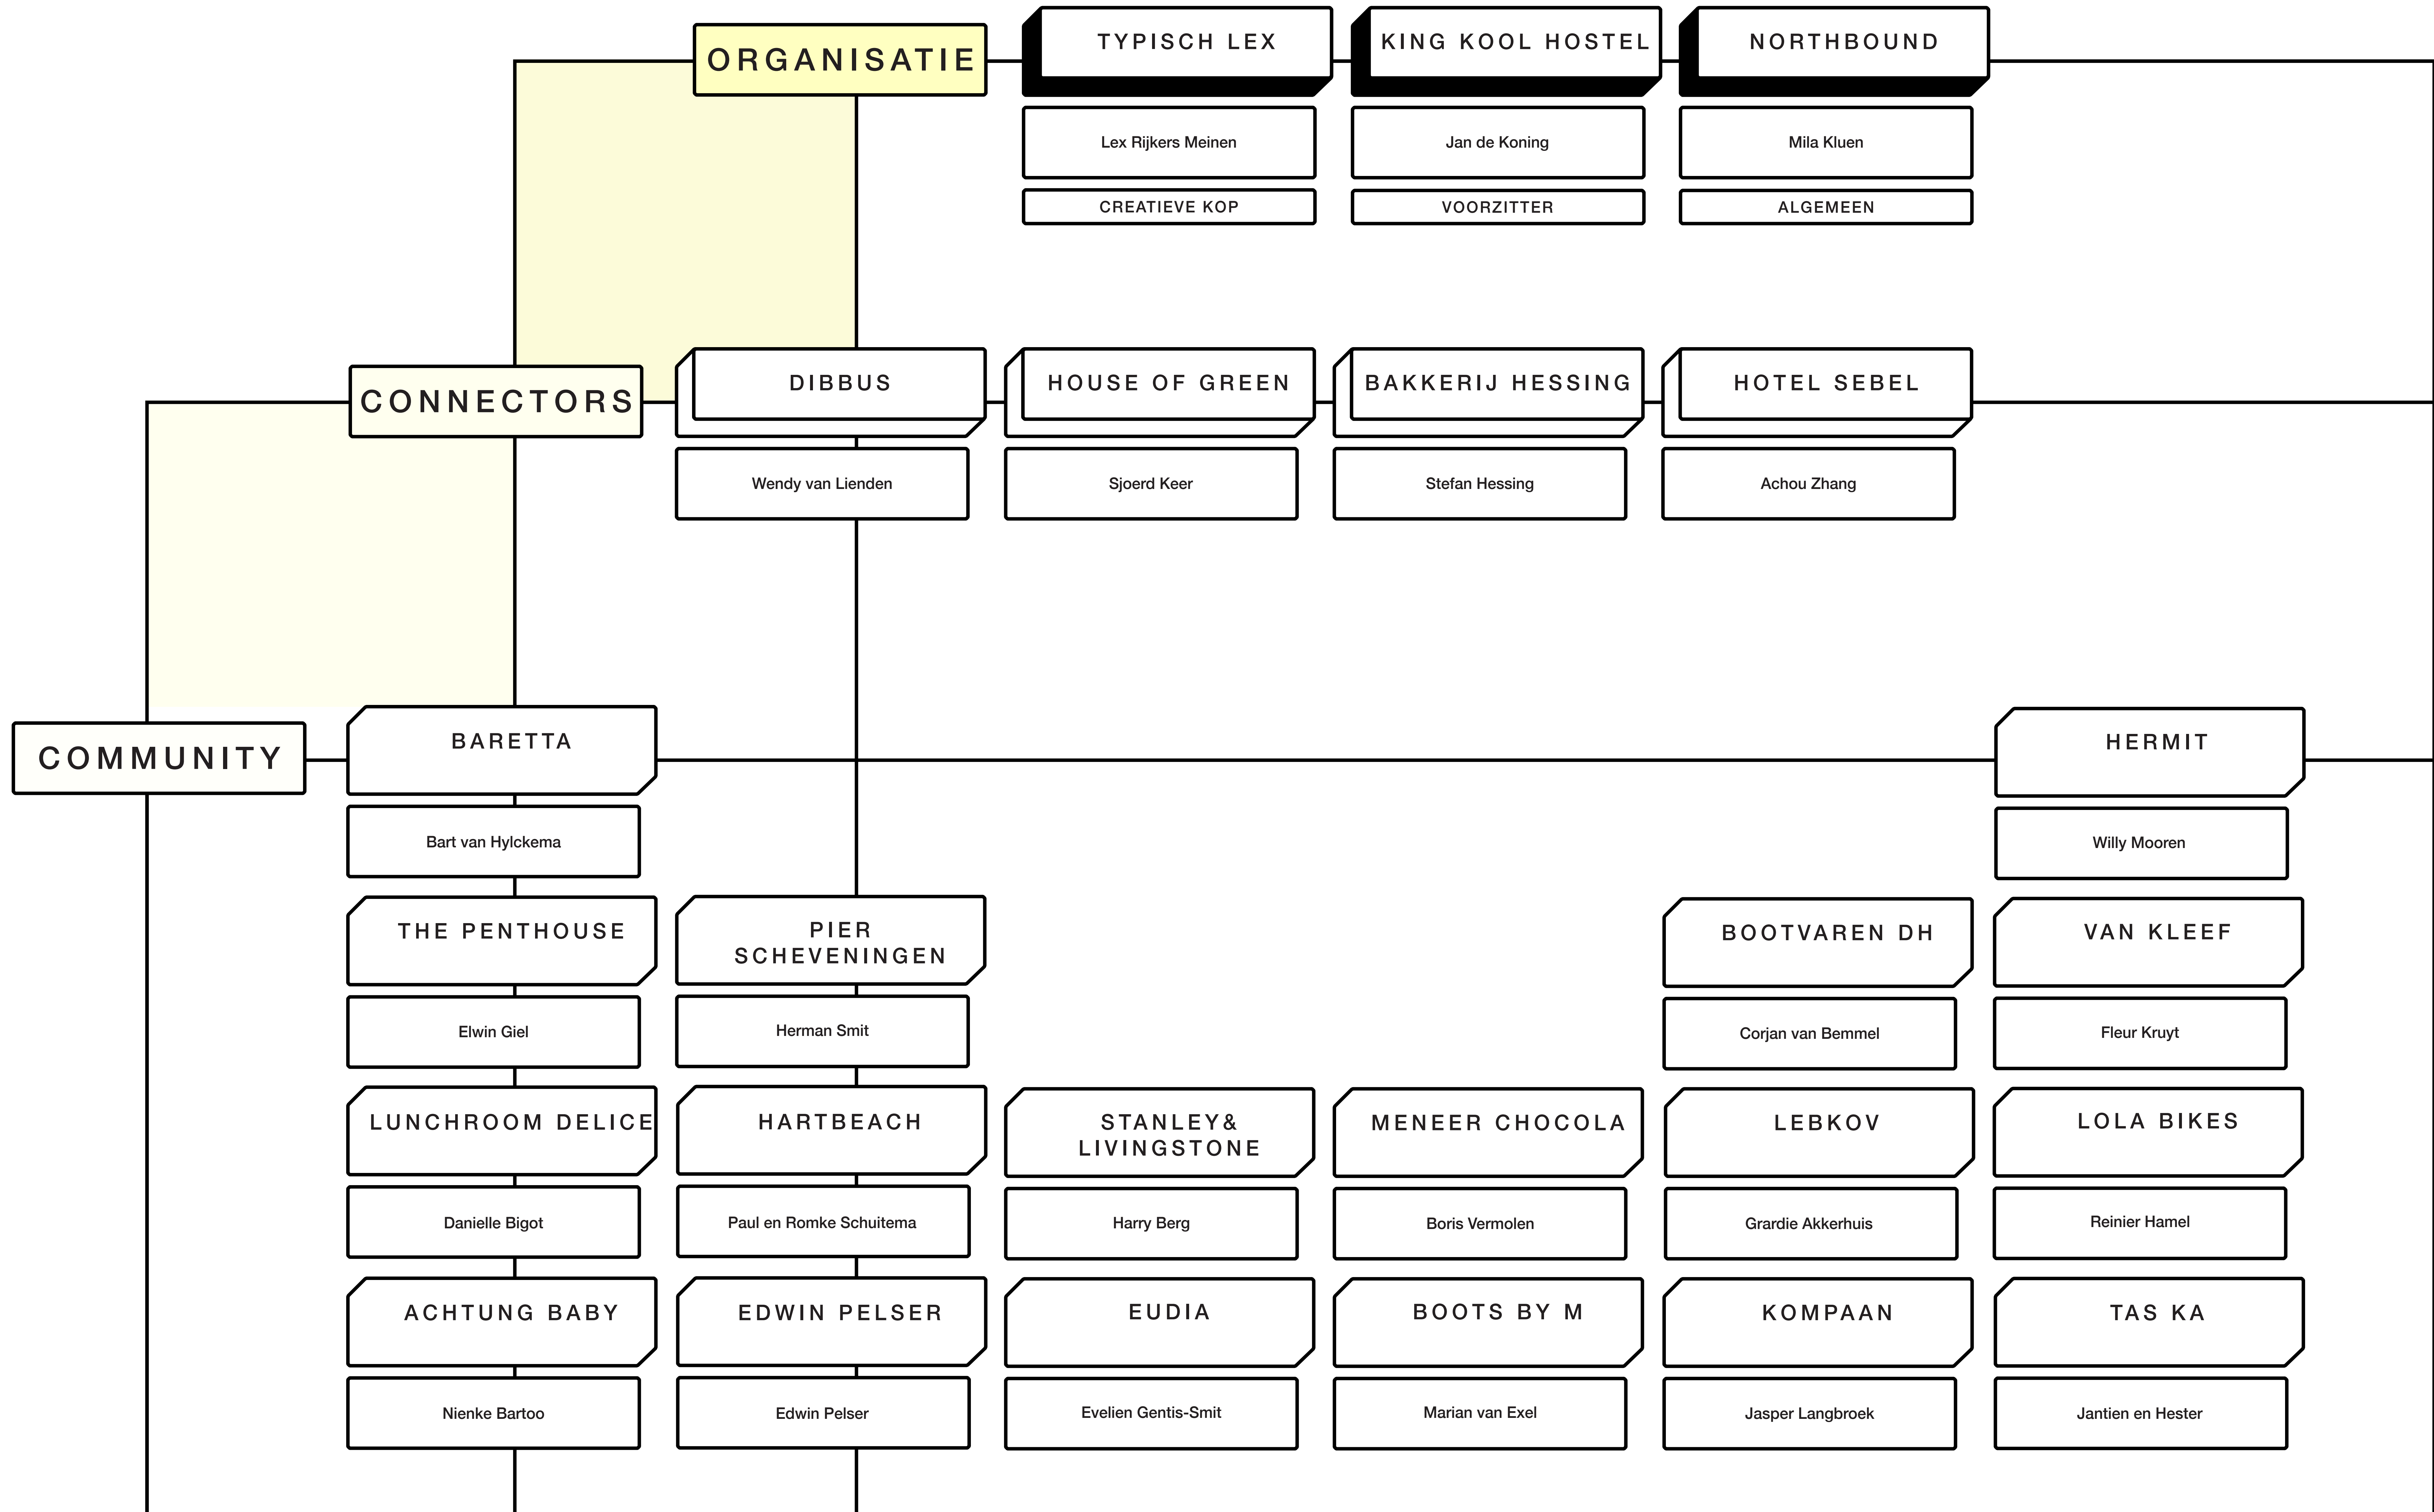 ORGANISATIE
TYPISCH LEX
KING KOOL HOSTEL
NORTHBOUND
Lex Rijkers Meinen
Jan de Koning
Mila Kluen
CREATIEVE KOP
VOORZITTER
ALGEMEEN
CONNECTORS
DIBBUS
HOUSE OF GREEN
BAKKERIJ HESSING
HOTEL SEBEL
Wendy van Lienden
Sjoerd Keer
Stefan Hessing
Achou Zhang
COMMUNITY
BARETTA
HERMIT
Bart van Hylckema
Willy Mooren
THE PENTHOUSE
PIER
SCHEVENINGEN
BOOTVAREN DH
VAN KLEEF
Elwin Giel
Herman Smit
Corjan van Bemmel
Fleur Kruyt
LUNCHROOM DELICE
HARTBEACH
STANLEY&
LIVINGSTONE
MENEER CHOCOLA
LEBKOV
LOLA BIKES
Danielle Bigot
Paul en Romke Schuitema
Harry Berg
Boris Vermolen
Grardie Akkerhuis
Reinier Hamel
ACHTUNG BABY
EDWIN PELSER
EUDIA
BOOTS BY M
KOMPAAN
TAS KA
Nienke Bartoo
Edwin Pelser
Evelien Gentis-Smit
Marian van Exel
Jasper Langbroek
Jantien en Hester